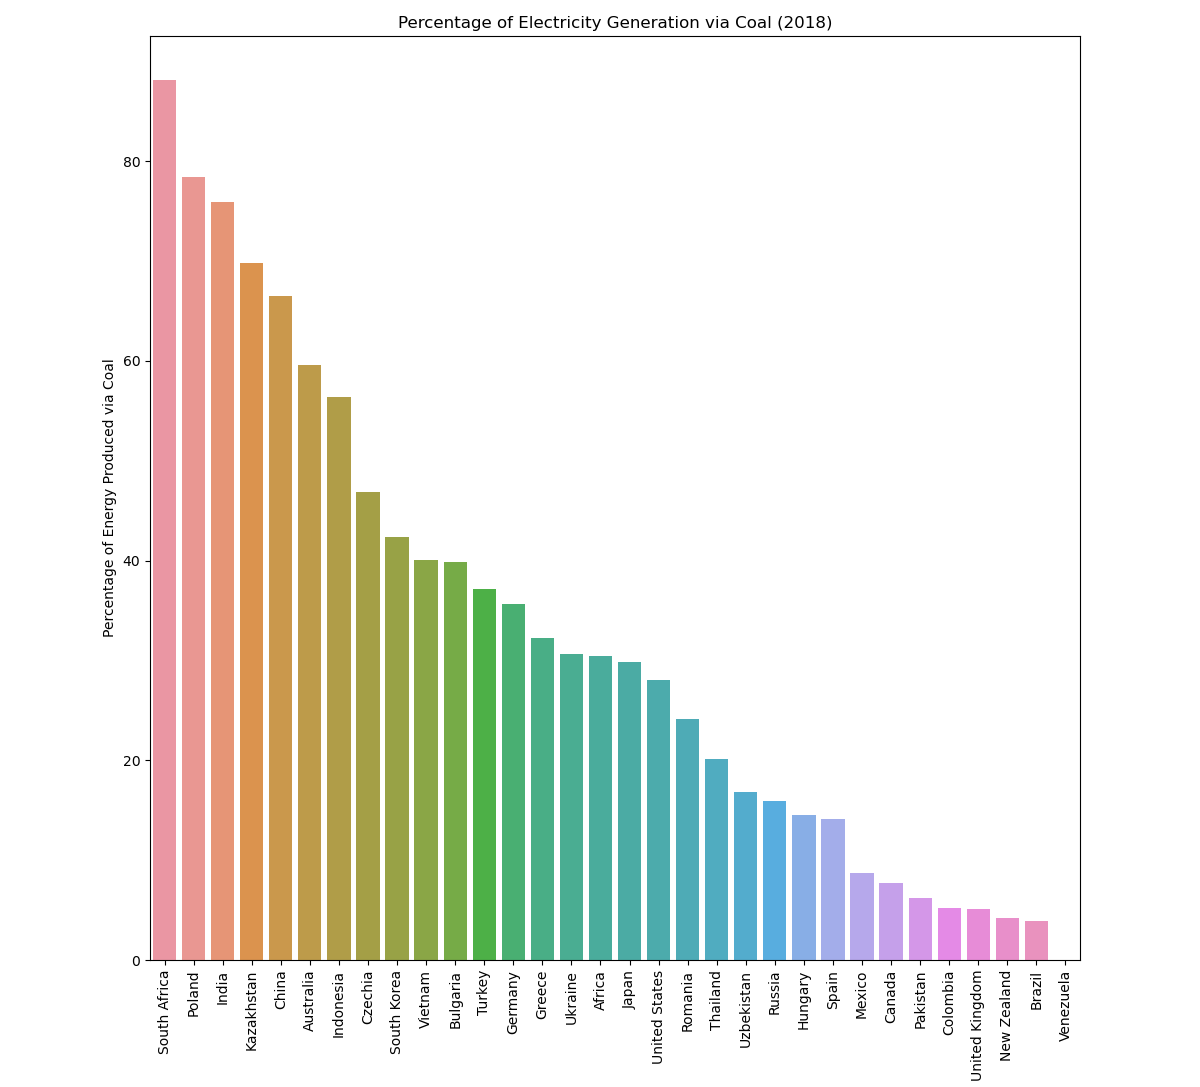 Percentage of Electricity Generation via Coal (2018)
Percentage of Energy Produced via Coal
80
60
40
20
0
South Africa
Poland
India
Kazakhstan
China
Australia
Indonesia
Czechia
South Korea
Vietnam
Bulgaria
Turkey
Germany
Greece
Ukraine
Africa
Japan
United States
Romania
Thailand
Uzbekistan
Russia
Hungary
Spain
Mexico
Canada
Pakistan
Colombia
United Kingdom
New Zealand
Brazil
Venezuela